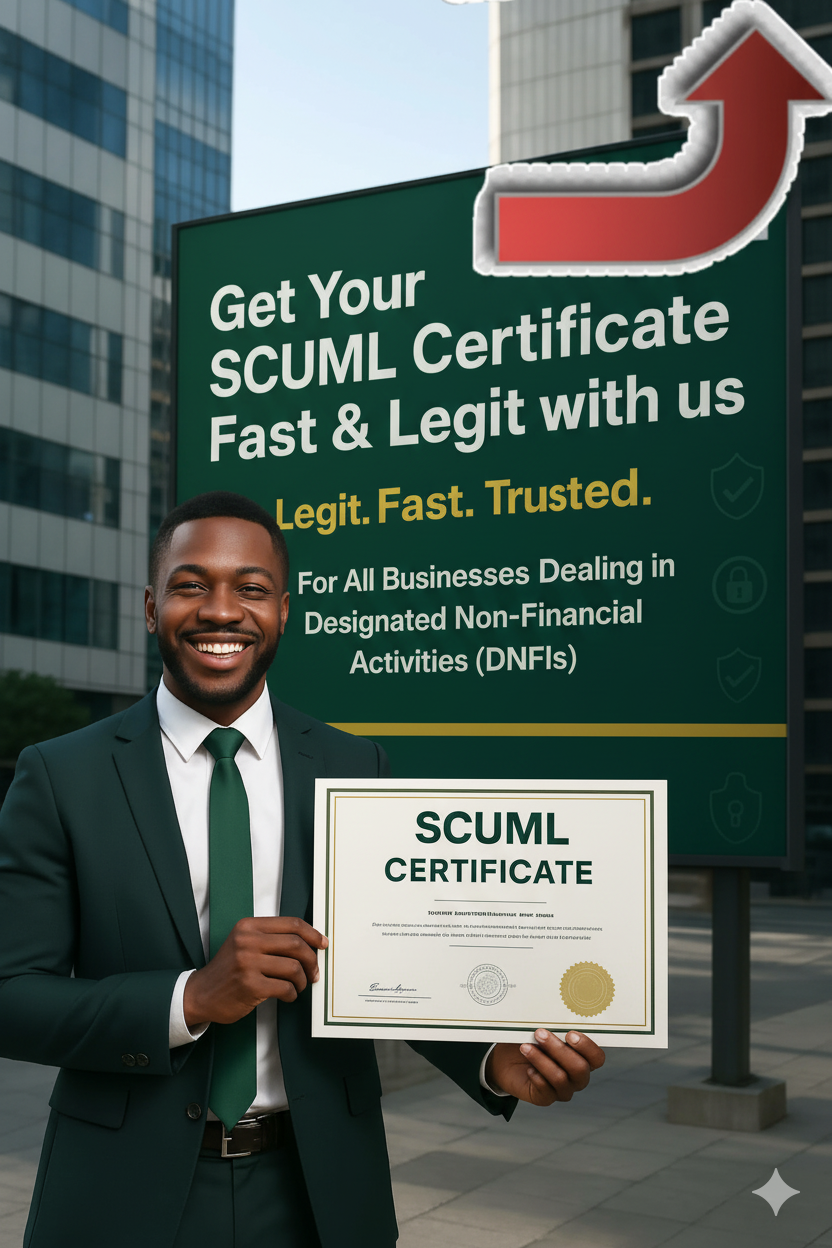 Get Your
SCUML Certificate
Fast & Legit with us
Legit. Fast. Trusted.
For All Businesses Dealing in
Designated Non-Financial
Activities (DNFIs)
SCUML
CERTIFICATE